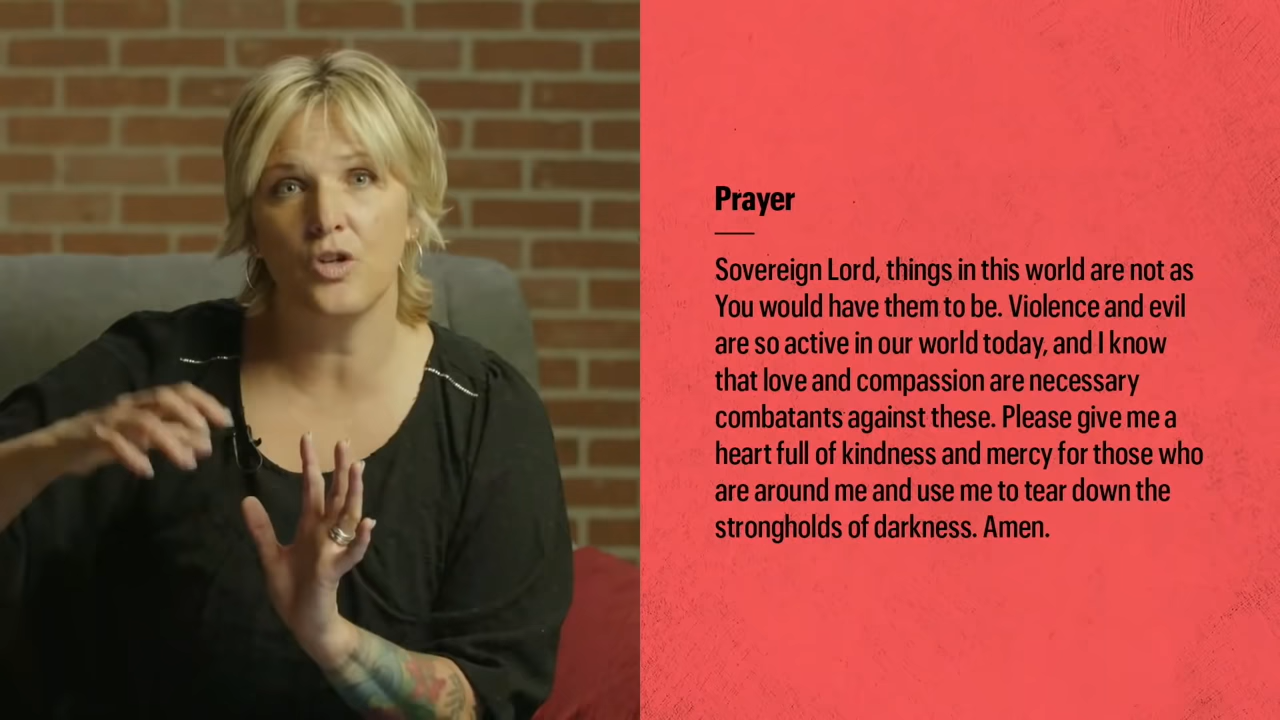 Prayer
Sovereign Lord, things in this world are not as
You would have them to be. Violence and evil
are so active in our world today, and I know
that love and compassion are necessary
combatants against these. Please give me a
heart full of kindness and mercy for those who
are around me and use me to tear down the
strongholds of darkness. Amen.